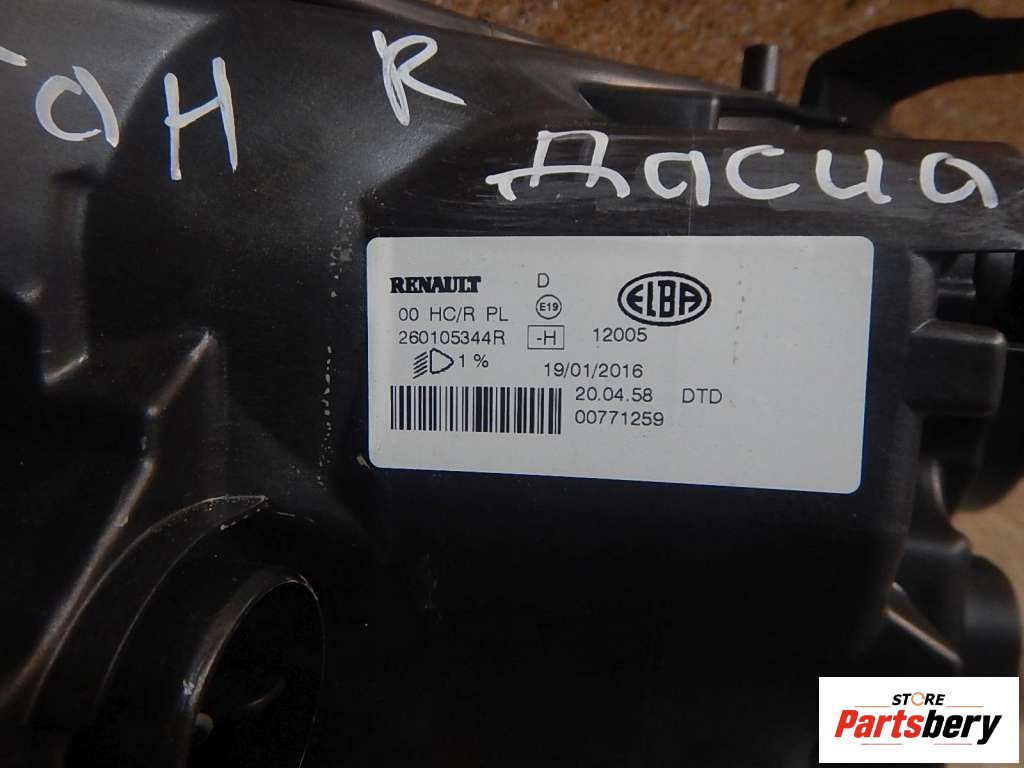 ан R
Дасиа
RENAULT D ELBA
00 HC/R PL E19
260105344R -H 12005
1 %
19/01/2016
20.04.58 DTD
00771259
STORE
Partsbery